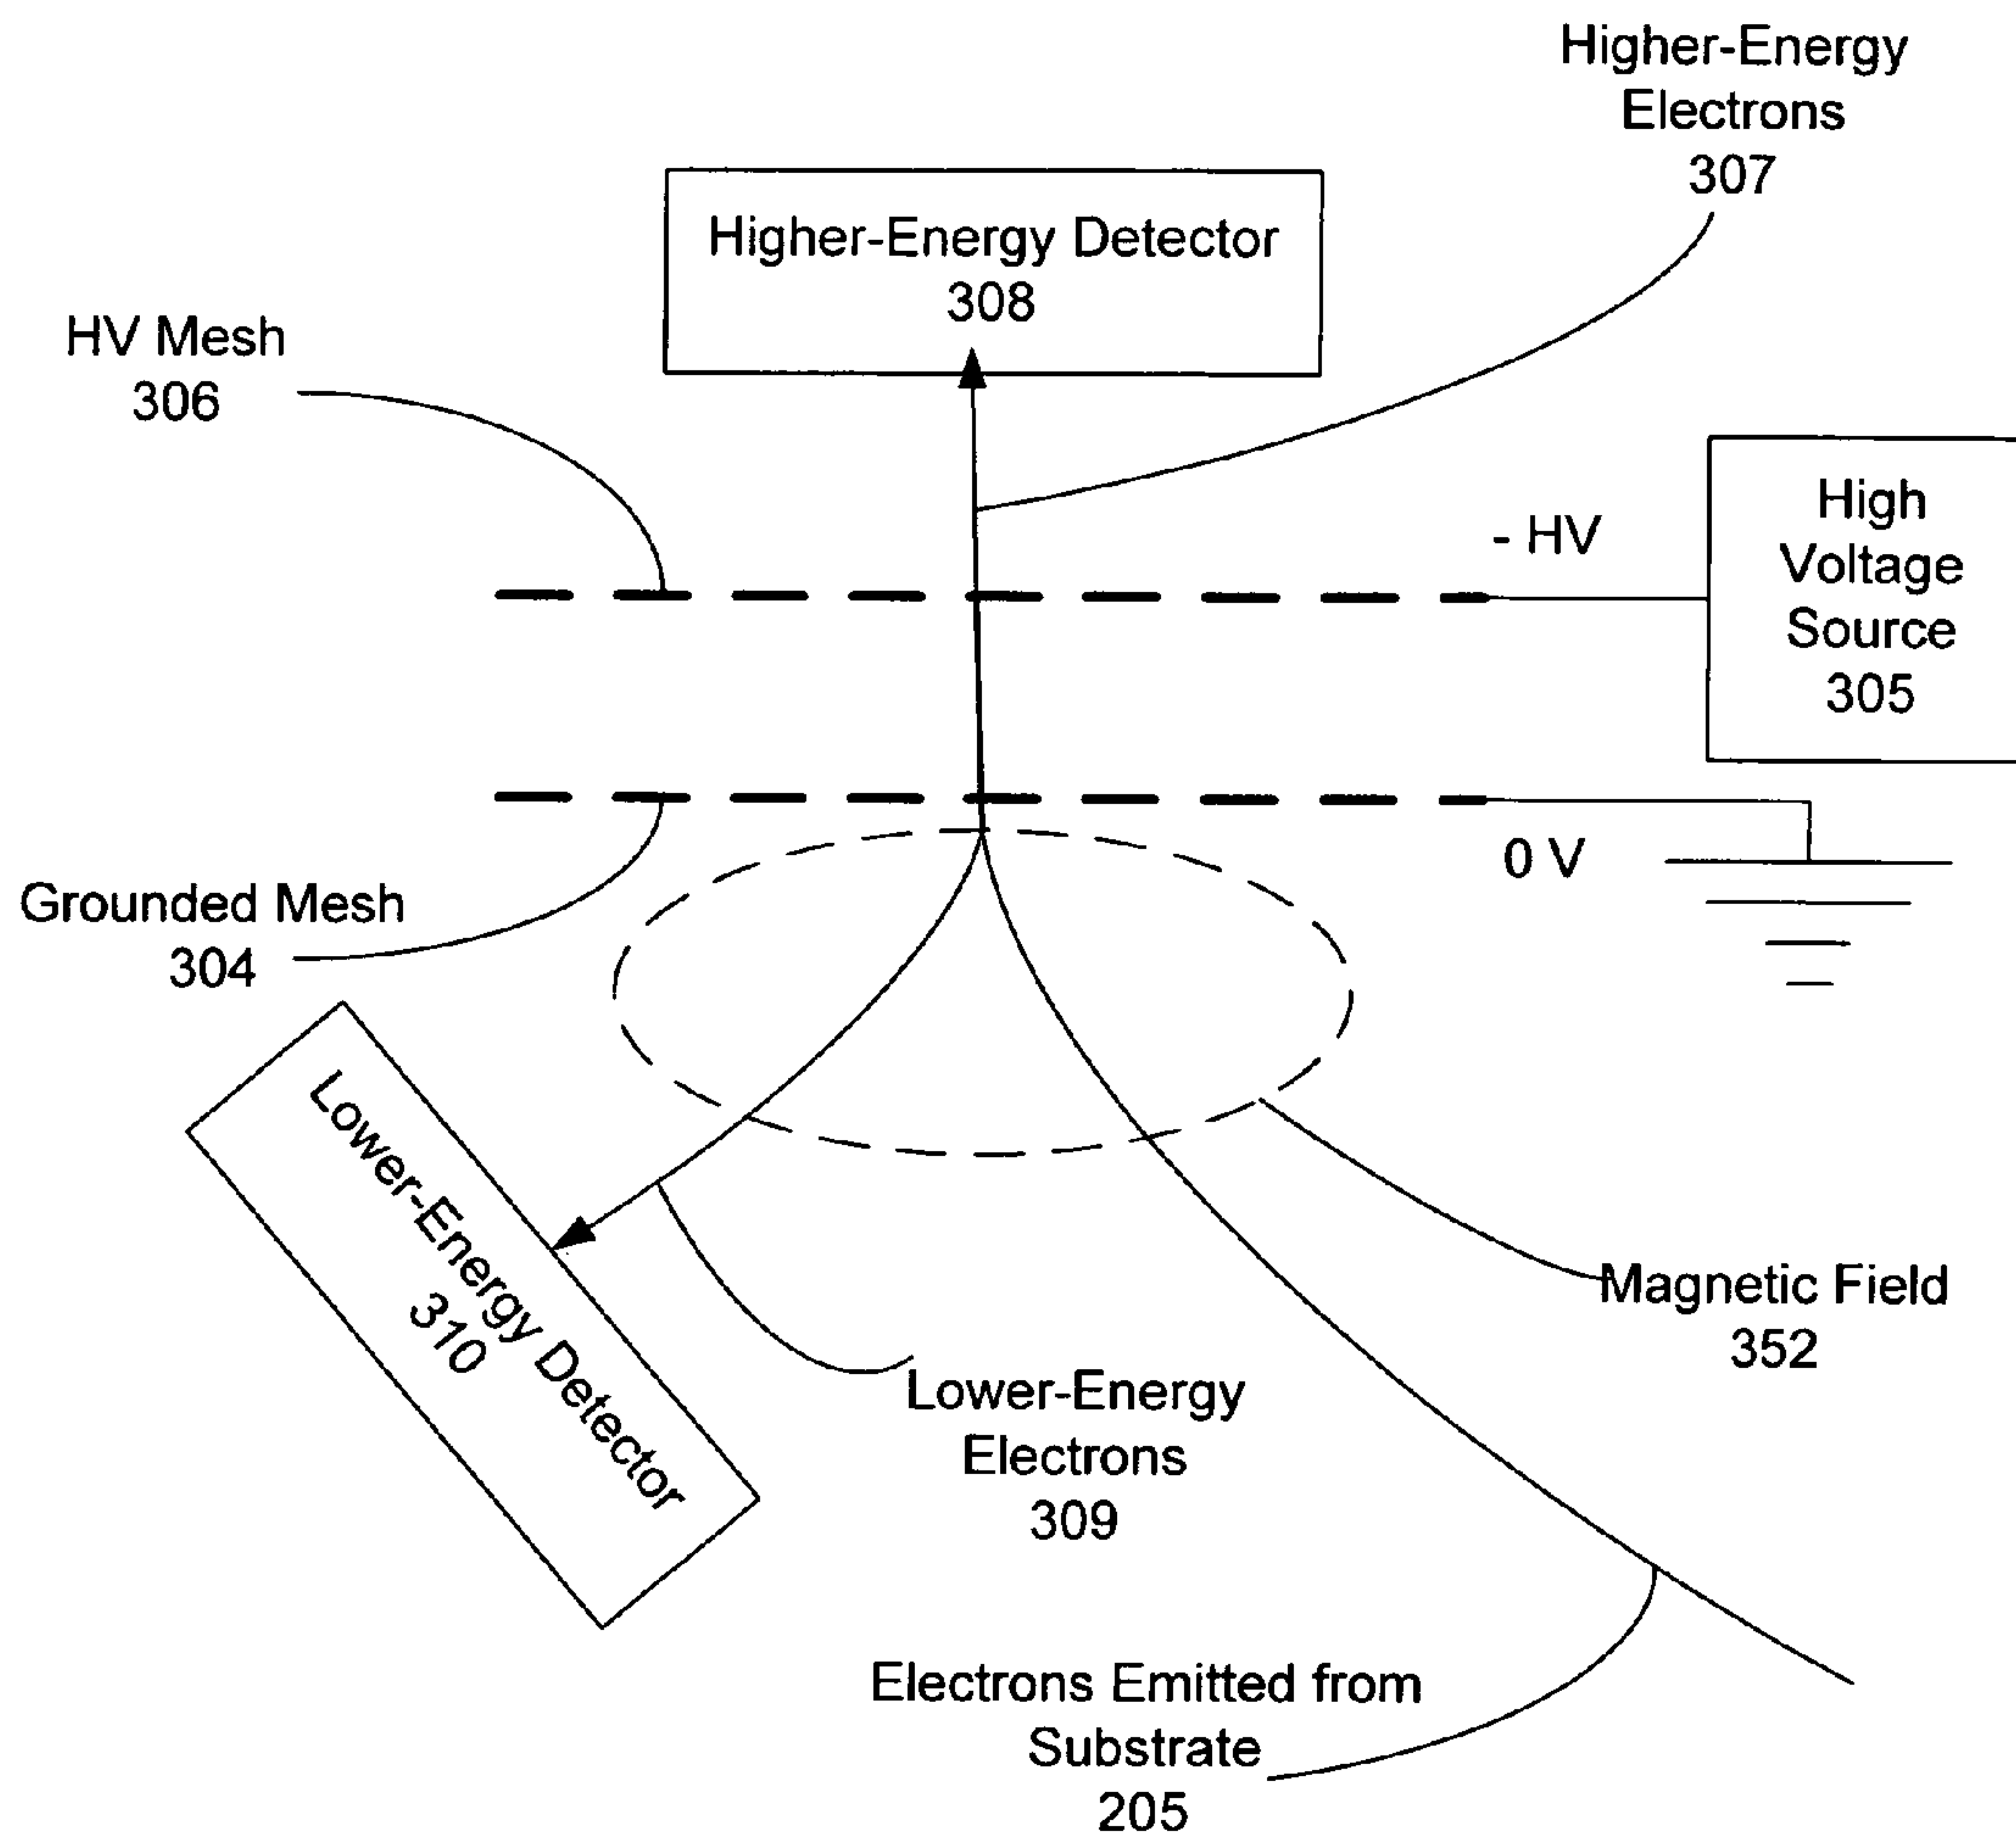 Higher-Energy
Electrons
307
Higher-Energy Detector
308
HV Mesh
306
High
Voltage
Source
305
- HV
0 V
Grounded Mesh
304
Lower-Energy Detector
310
Magnetic Field
352
Lower-Energy
Electrons
309
Electrons Emitted from
Substrate
205